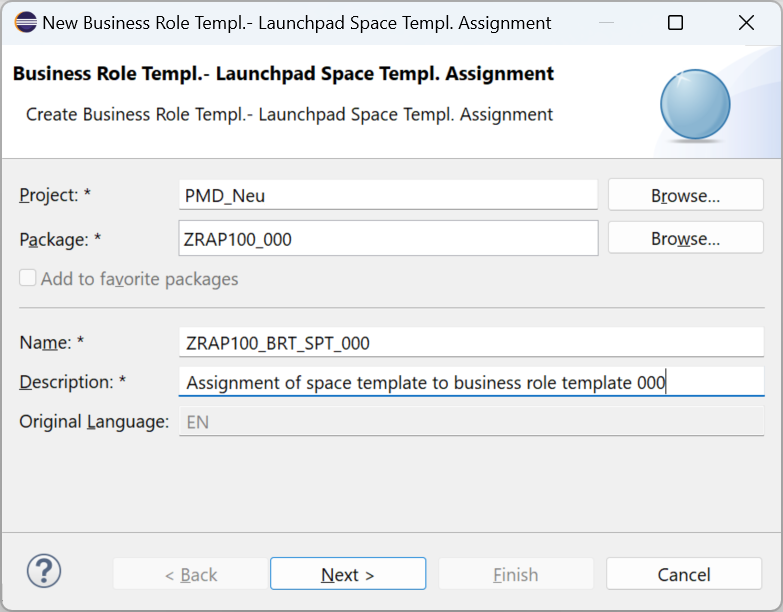 New Business Role Templ.- Launchpad Space Templ. Assignment
Business Role Templ.- Launchpad Space Templ. Assignment
Create Business Role Templ.- Launchpad Space Templ. Assignment
Project: * PMD_Neu Browse...
Package: * ZRAP100_000 Browse...
Add to favorite packages
Name: * ZRAP100_BRT_SPT_000
Description: * Assignment of space template to business role template 000
Original Language: EN
? < Back Next > Finish Cancel